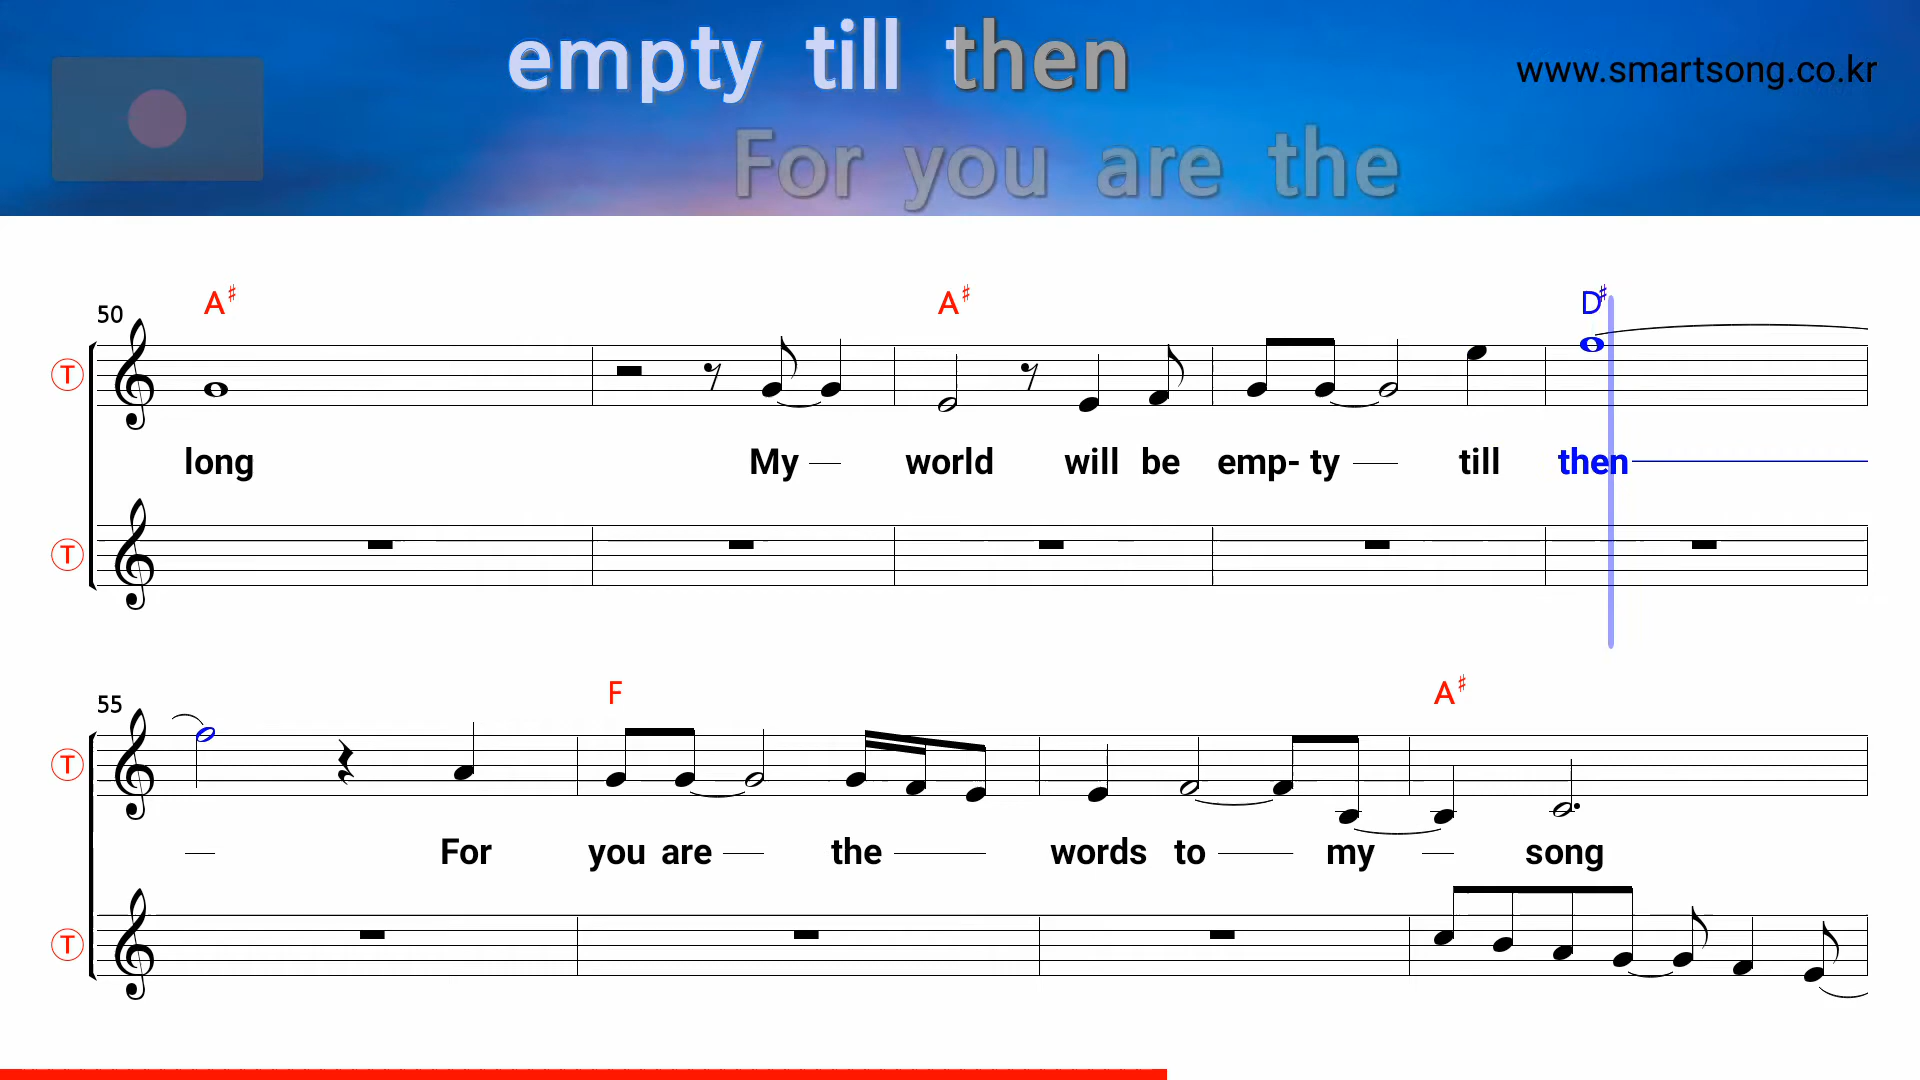 empty till then
www.smartsong.co.kr
For you are the
50
A♯ A♯ D♯
T
long My world will be emp- ty till then
T
55
F A♯
T
For you are the words to my song
T